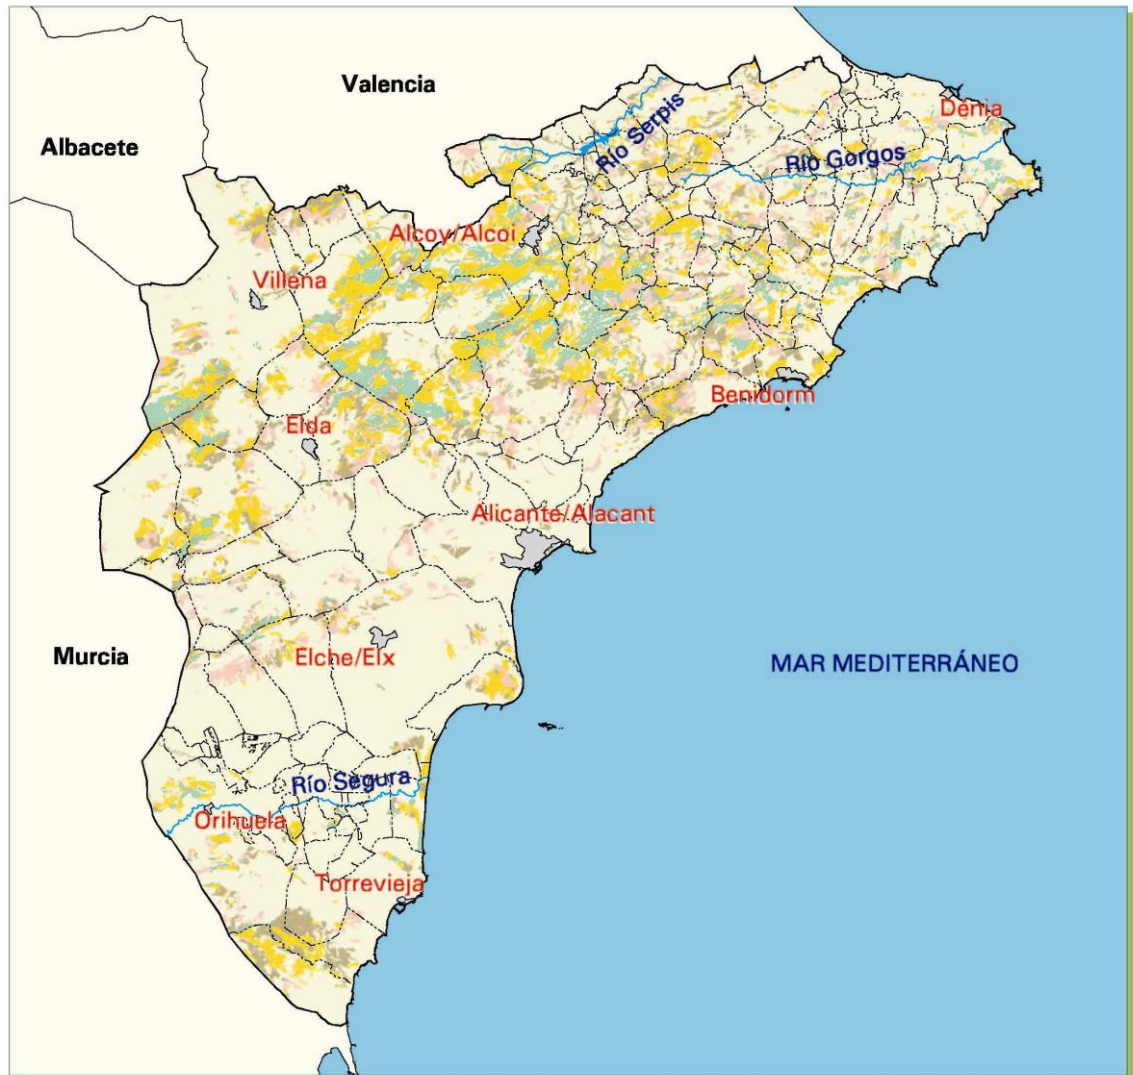 Valencia
Albacete
Río Serpis
Dénia
Río Gorgos
Alcoy/Alcoi
Villena
Benidorm
Elda
Alicante/Alacant
Murcia
Elche/Elx
MAR MEDITERRÁNEO
Río Segura
Orihuela
Torrevieja